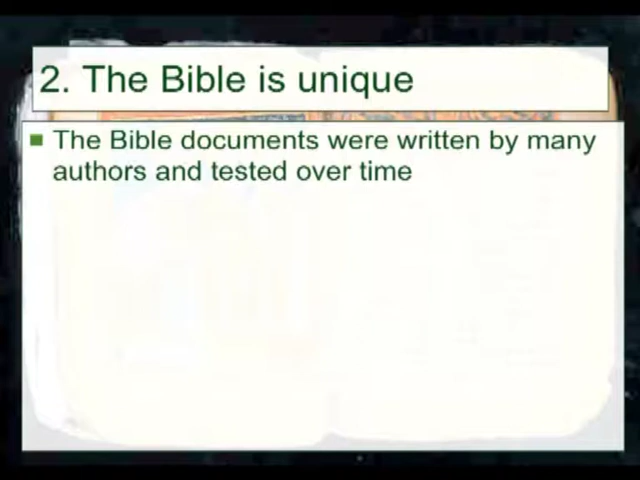 2. The Bible is unique
The Bible documents were written by many
authors and tested over time